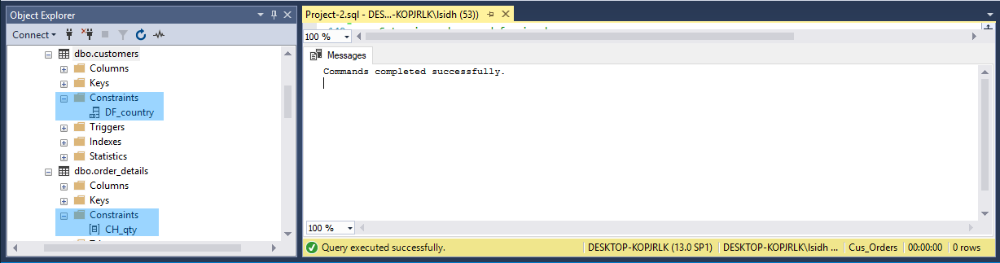 Object Explorer
Connect
dbo.customers
Columns
Keys
Constraints
DF_country
Triggers
Indexes
Statistics
dbo.order_details
Columns
Keys
Constraints
CH_qty
Project-2.sql - DES...-KOPJRLK\Isidh (53))
100 %
Messages
Commands completed successfully.
100 %
Query executed successfully.
DESKTOP-KOPJRLK (13.0 SP1)
DESKTOP-KOPJRLK\Isidh ...
Cus_Orders
00:00:00
0 rows